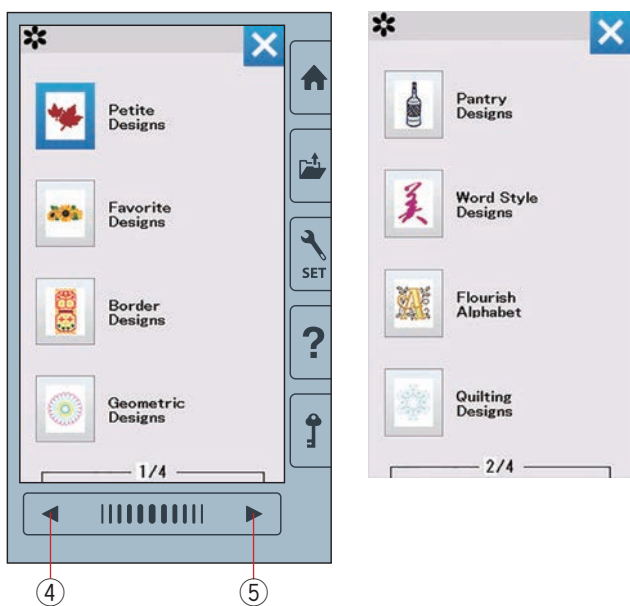 Petite
Designs
Favorite
Designs
Border
Designs
Geometric
Designs
1/4
SET
?
④
⑤
Pantry
Designs
美
Word Style
Designs
A
Flourish
Alphabet
Quilting
Designs
2/4